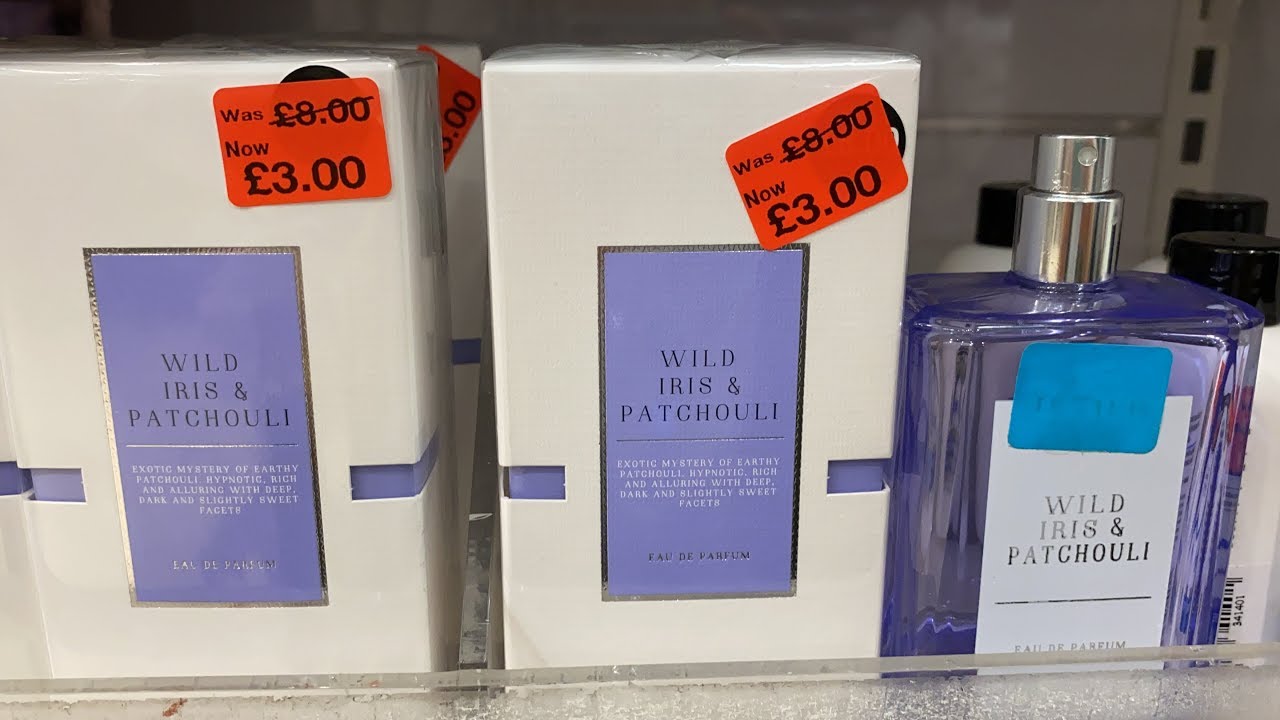 Was £8.00
Now
£3.00
WILD
IRIS &
PATCHOULI
EXOTIC MYSTERY OF EARTHY
PATCHOULI. HYPNOTIC, RICH
AND ALLURING WITH DEEP,
DARK AND SLIGHTLY SWEET
FACETS
EAU DE PARFUM
Was £8.00
Now
£3.00
WILD
IRIS &
PATCHOULI
EXOTIC MYSTERY OF EARTHY
PATCHOULI. HYPNOTIC, RICH
AND ALLURING WITH DEEP,
DARK AND SLIGHTLY SWEET
FACETS
EAU DE PARFUM
WILD
IRIS &
PATCHOULI
EAU DE PARFUM
341401